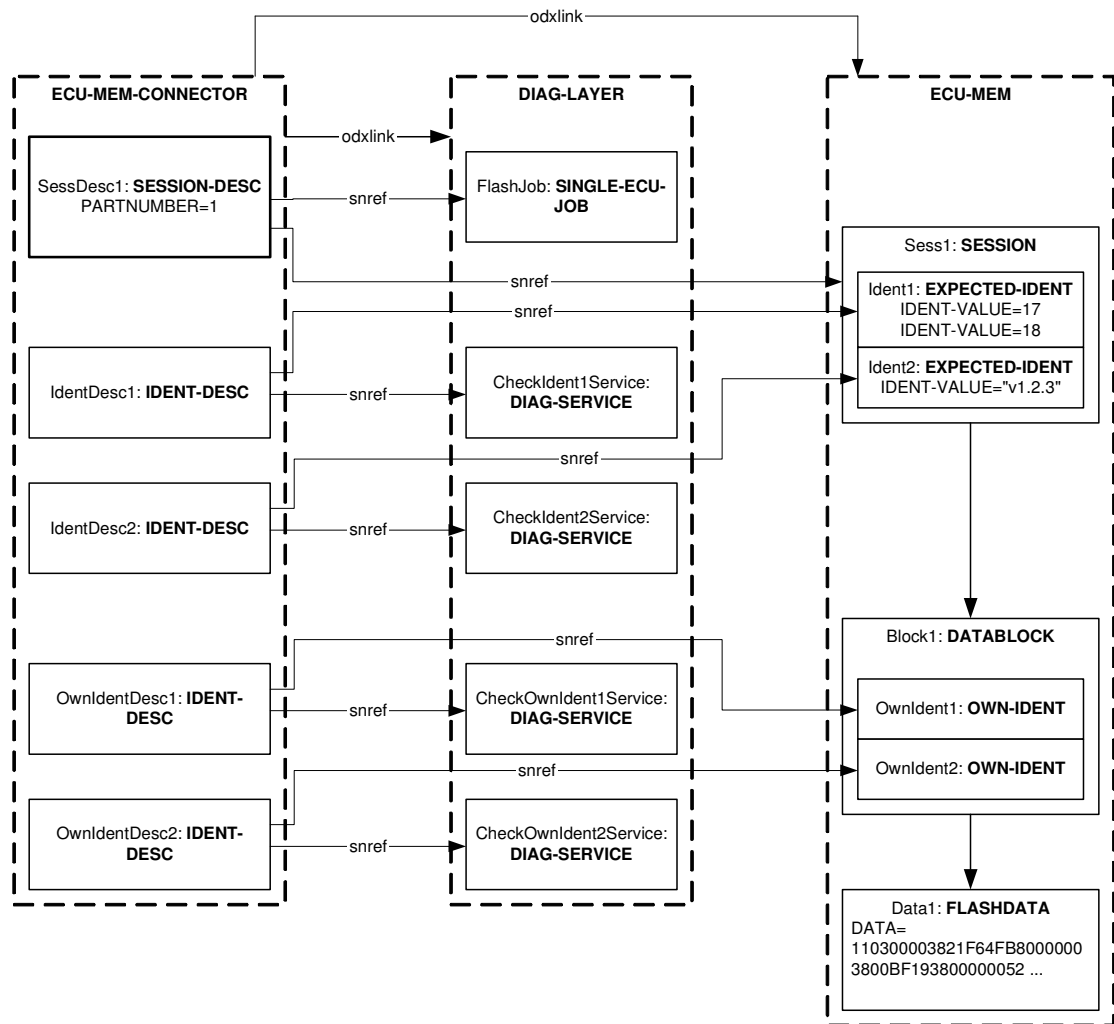 odxlink
ECU-MEM-CONNECTOR
DIAG-LAYER
ECU-MEM
odxlink
SessDesc1: SESSION-DESC
PARTNUMBER=1
snref
FlashJob: SINGLE-ECU-
JOB
Sess1: SESSION
snref
Ident1: EXPECTED-IDENT
IDENT-VALUE=17
IDENT-VALUE=18
snref
IdentDesc1: IDENT-DESC
snref
CheckIdent1Service:
DIAG-SERVICE
Ident2: EXPECTED-IDENT
IDENT-VALUE="v1.2.3"
snref
IdentDesc2: IDENT-DESC
snref
CheckIdent2Service:
DIAG-SERVICE
snref
Block1: DATABLOCK
OwnIdentDesc1: IDENT-
DESC
snref
CheckOwnIdent1Service:
DIAG-SERVICE
OwnIdent1: OWN-IDENT
snref
OwnIdent2: OWN-IDENT
OwnIdentDesc2: IDENT-
DESC
snref
CheckOwnIdent2Service:
DIAG-SERVICE
Data1: FLASHDATA
DATA=
110300003821F64FB8000000
3800BF193800000052 ...